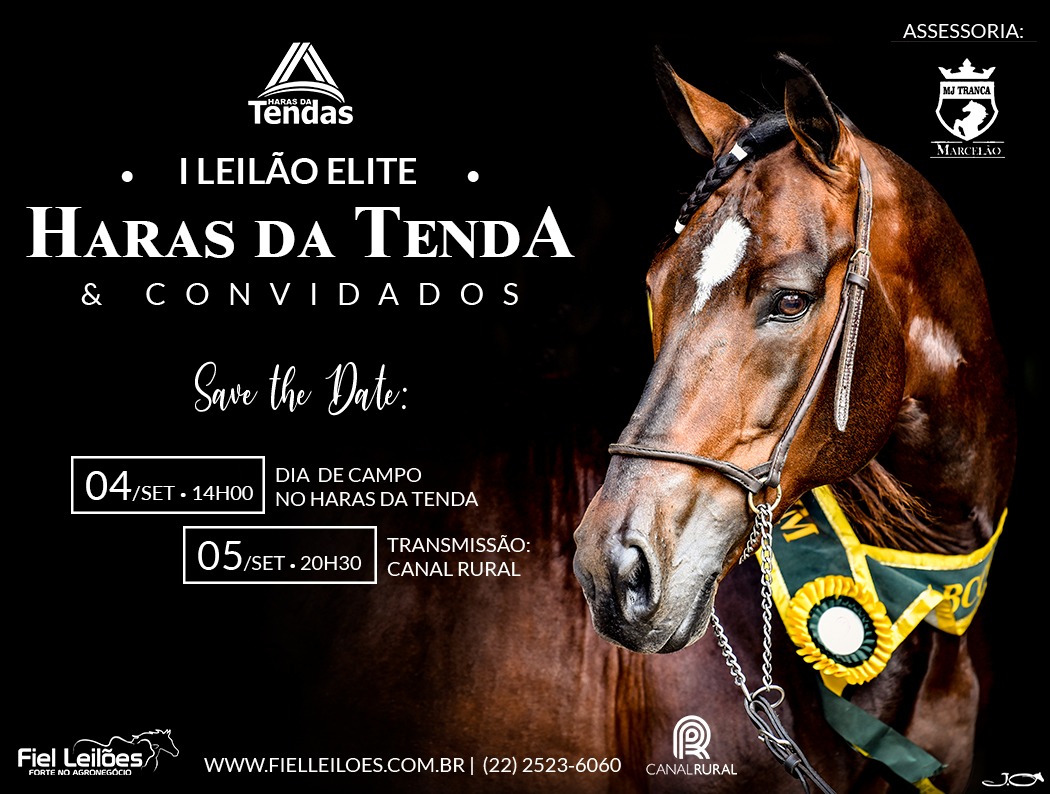 ASSESSORIA:
MJ TRANCA
MARCELÃO
HARAS DA
Tendas
• I LEILÃO ELITE •
HARAS DA TENDA
& CONVIDADOS
Save the Date:
04/SET • 14H00
DIA DE CAMPO
NO HARAS DA TENDA
05/SET • 20H30
TRANSMISSÃO:
CANAL RURAL
Fiel Leilões
FORTE NO AGRONEGÓCIO
WWW.FIELLEILOES.COM.BR | (22) 2523-6060
CANALRURAL
J.O